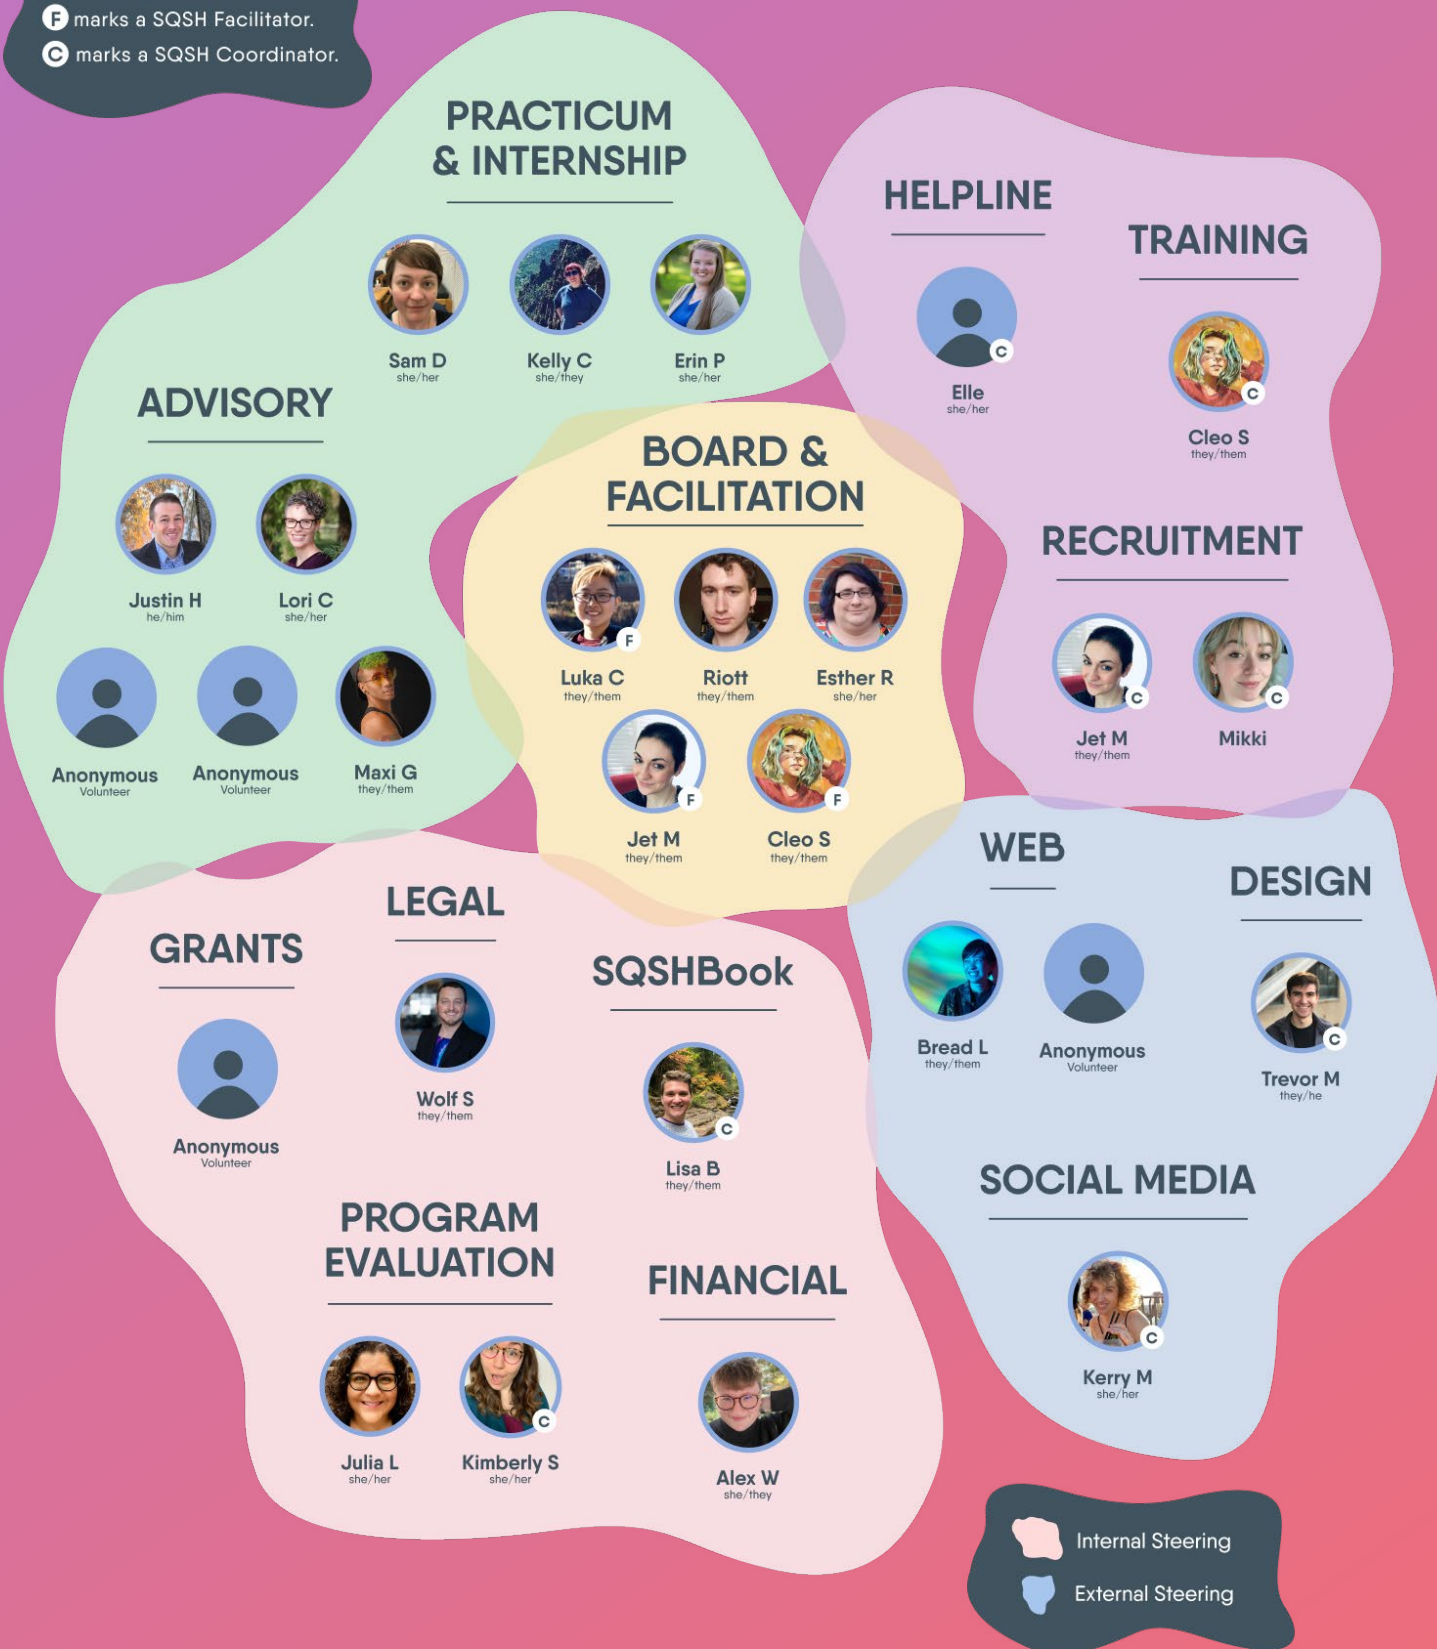 F marks a SQSH Facilitator.
C marks a SQSH Coordinator.
PRACTICUM
& INTERNSHIP
Sam D
she/her
Kelly C
she/they
Erin P
she/her
HELPLINE
C
Elle
she/her
TRAINING
C
Cleo S
they/them
ADVISORY
Justin H
he/him
Lori C
she/her
Anonymous
Volunteer
Anonymous
Volunteer
Maxi G
they/them
BOARD &
FACILITATION
F
Luka C
they/them
Riott
they/them
Esther R
she/her
F
Jet M
they/them
F
Cleo S
they/them
RECRUITMENT
C
Jet M
they/them
C
Mikki
GRANTS
Anonymous
Volunteer
LEGAL
Wolf S
they/them
SQSHBook
C
Lisa B
they/them
WEB
Bread L
they/them
Anonymous
Volunteer
DESIGN
C
Trevor M
they/he
PROGRAM
EVALUATION
Julia L
she/her
C
Kimberly S
she/her
FINANCIAL
Alex W
she/they
SOCIAL MEDIA
C
Kerry M
she/her
Internal Steering
External Steering